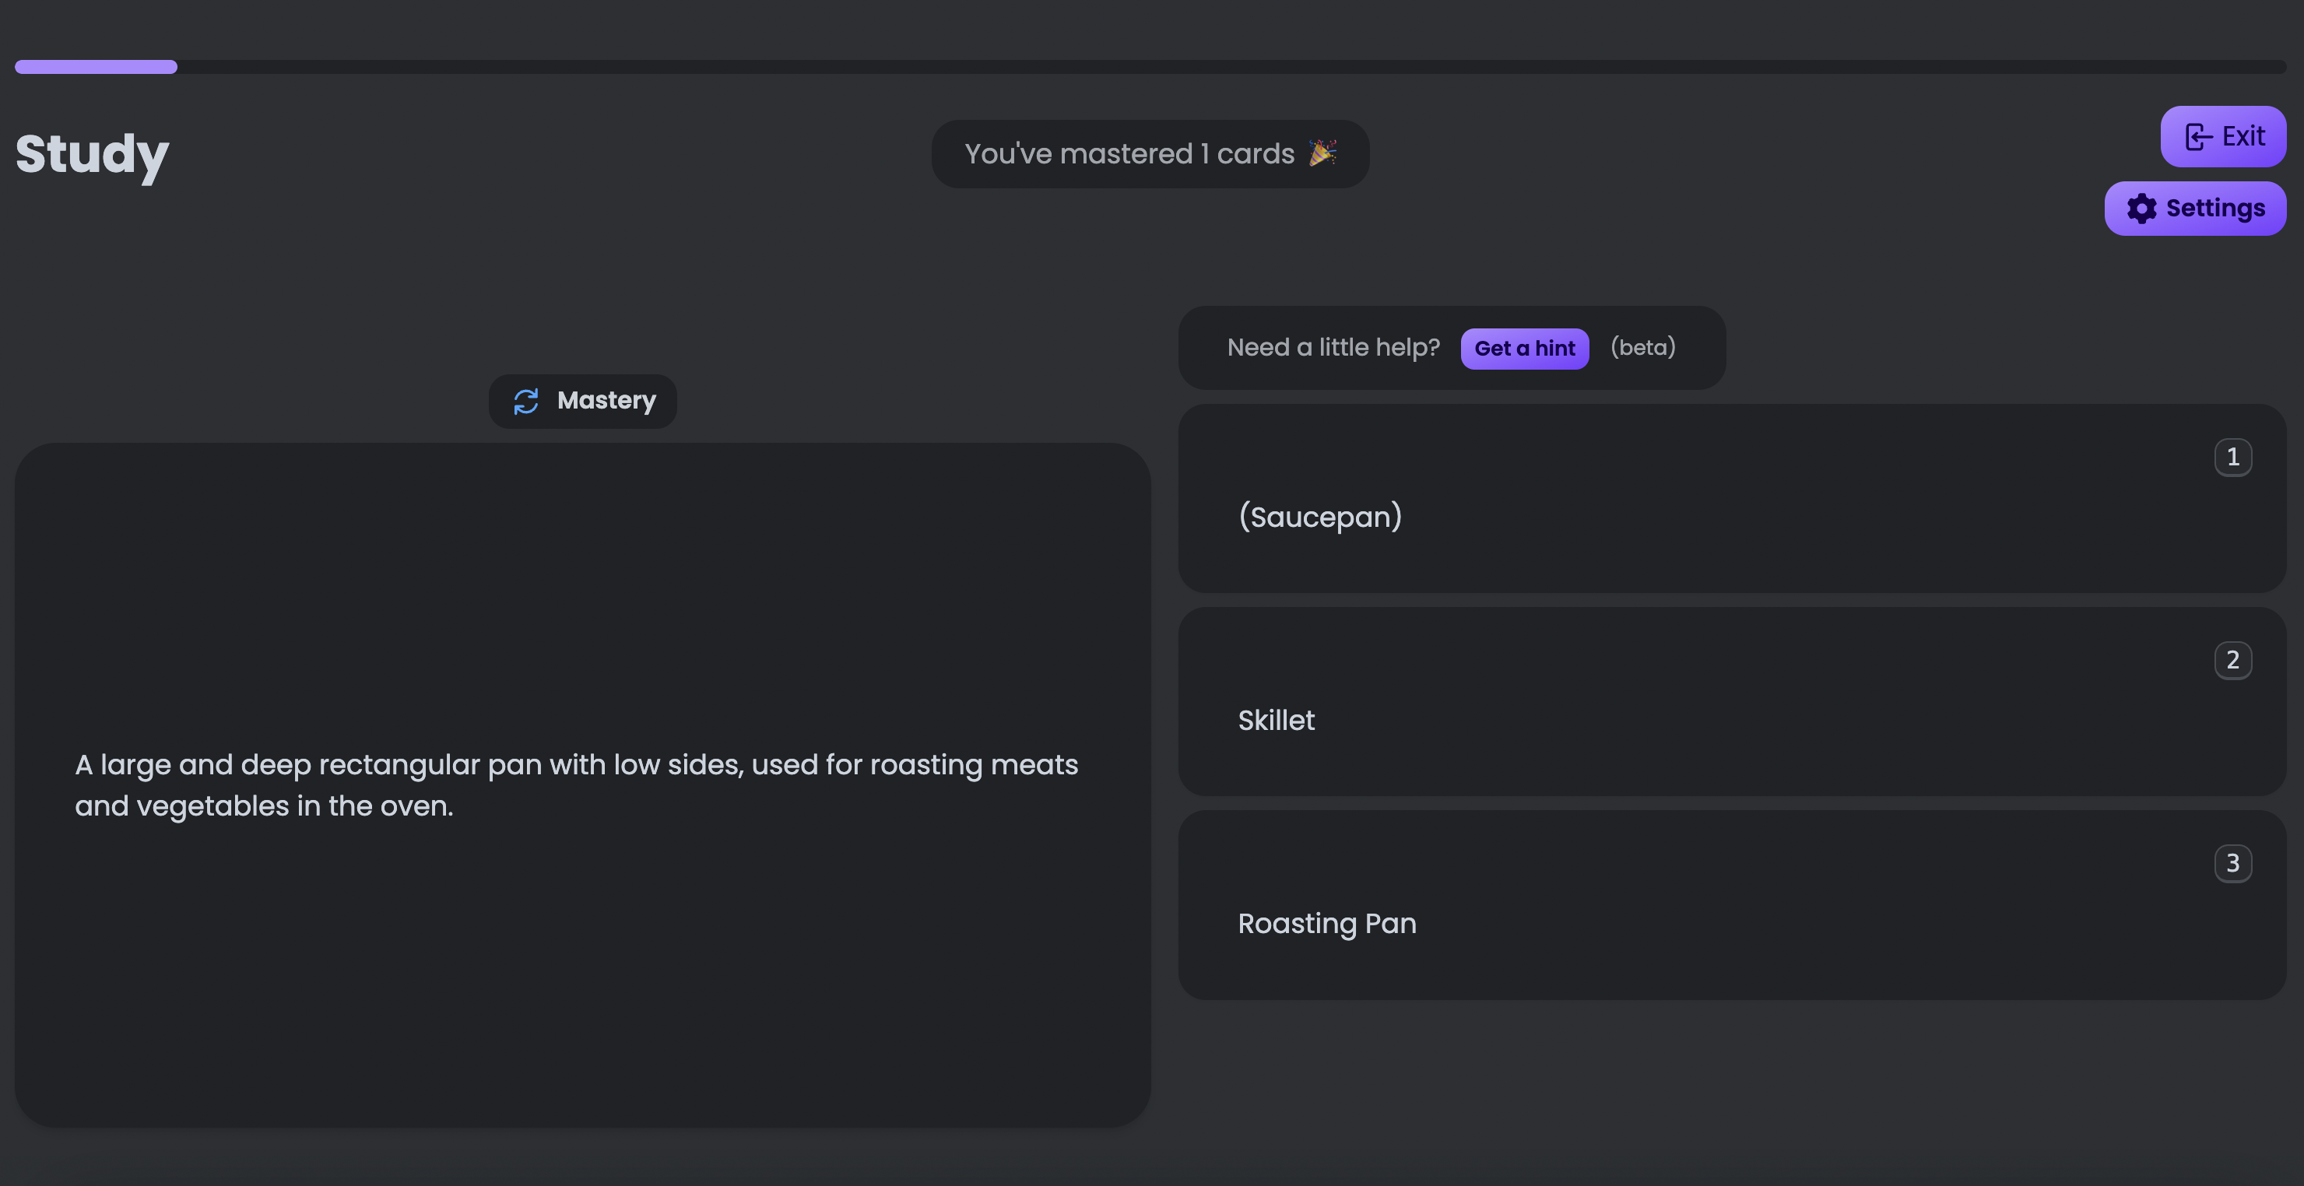 Study
You've mastered 1 cards 🎉
Exit
Settings
Mastery
A large and deep rectangular pan with low sides, used for roasting meats
and vegetables in the oven.
Need a little help? Get a hint (beta)
1
(Saucepan)
2
Skillet
3
Roasting Pan